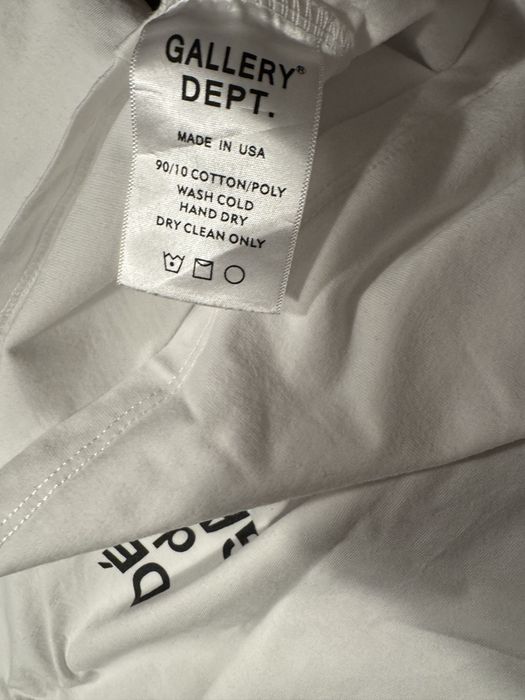 GALLERY®
DEPT.
MADE IN USA
90/10 COTTON/POLY
WASH COLD
HAND DRY
DRY CLEAN ONLY